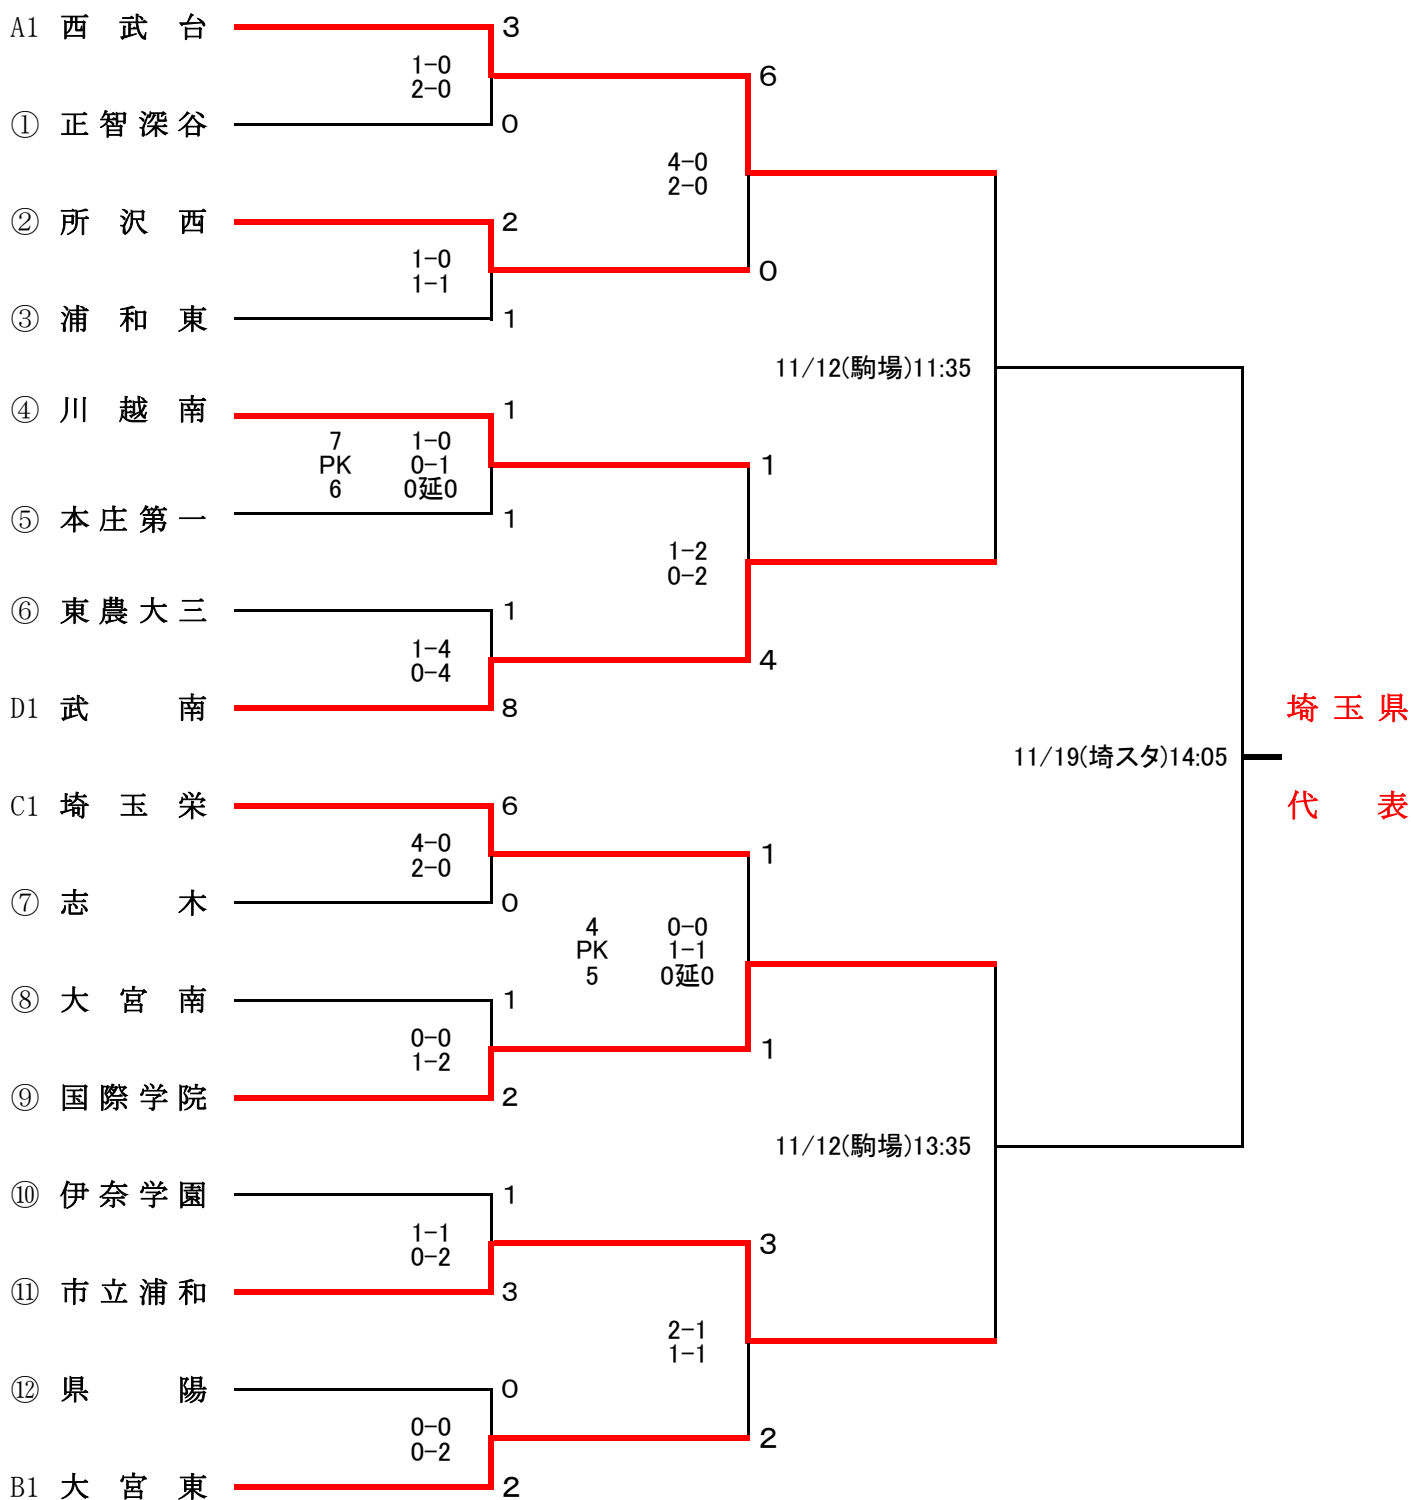 A1 西武台 3
1-0
2-0
6
① 正智深谷 0
4-0
2-0
② 所沢西 2
1-0
1-1
0
③ 浦和東 1
11/12(駒場)11:35
④ 川越南 1
7 1-0
PK 0-1
6 0延0
1
⑤ 本庄第一 1
1-2
0-2
⑥ 東農大三 1
1-4
0-4
4
D1 武南 8
埼玉県
11/19(埼スタ)14:05
代表
C1 埼玉栄 6
4-0
2-0
1
⑦ 志木 0
4 0-0
PK 1-1
5 0延0
⑧ 大宮南 1
0-0
1-2
1
⑨ 国際学院 2
11/12(駒場)13:35
⑩ 伊奈学園 1
1-1
0-2
3
⑪ 市立浦和 3
2-1
1-1
⑫ 県陽 0
0-0
0-2
2
B1 大宮東 2